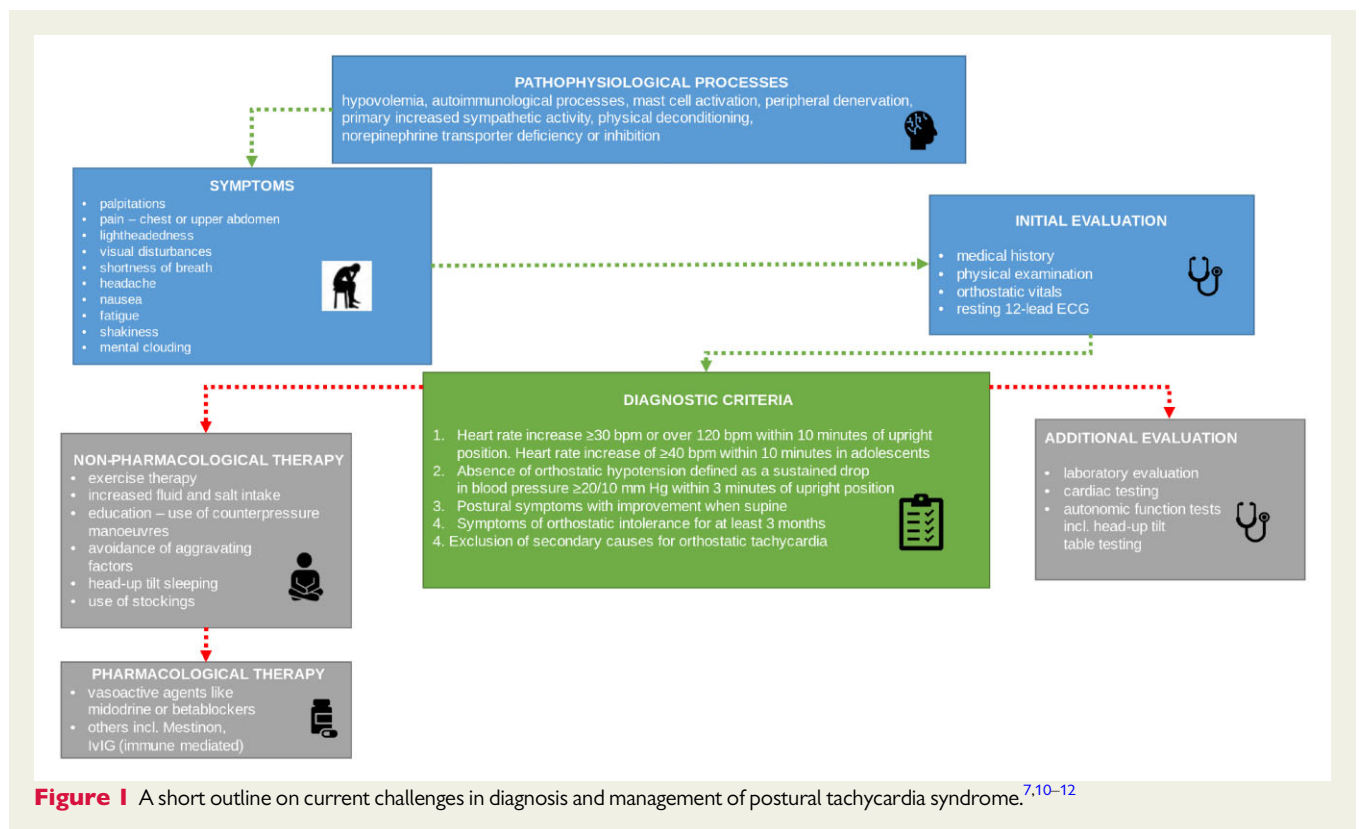 PATHOPHYSIOLOGICAL PROCESSES
hypovolemia, autoimmunological processes, mast cell activation, peripheral denervation,
primary increased sympathetic activity, physical deconditioning,
norepinephrine transporter deficiency or inhibition
SYMPTOMS
• palpitations
• pain – chest or upper abdomen
• lightheadedness
• visual disturbances
• shortness of breath
• headache
• nausea
• fatigue
• shakiness
• mental clouding
INITIAL EVALUATION
• medical history
• physical examination
• orthostatic vitals
• resting 12-lead ECG
DIAGNOSTIC CRITERIA
1. Heart rate increase ≥30 bpm or over 120 bpm within 10 minutes of upright
position. Heart rate increase of ≥40 bpm within 10 minutes in adolescents
2. Absence of orthostatic hypotension defined as a sustained drop
in blood pressure ≥20/10 mm Hg within 3 minutes of upright position
3. Postural symptoms with improvement when supine
4. Symptoms of orthostatic intolerance for at least 3 months
4. Exclusion of secondary causes for orthostatic tachycardia
NON-PHARMACOLOGICAL THERAPY
• exercise therapy
• increased fluid and salt intake
• education – use of counterpressure
manoeuvres
• avoidance of aggravating
factors
• head-up tilt sleeping
• use of stockings
ADDITIONAL EVALUATION
• laboratory evaluation
• cardiac testing
• autonomic function tests
incl. head-up tilt
table testing
PHARMACOLOGICAL THERAPY
• vasoactive agents like
midodrine or betablockers
• others incl. Mestinon,
IvIG (immune mediated)
Figure 1 A short outline on current challenges in diagnosis and management of postural tachycardia syndrome.7,10–12